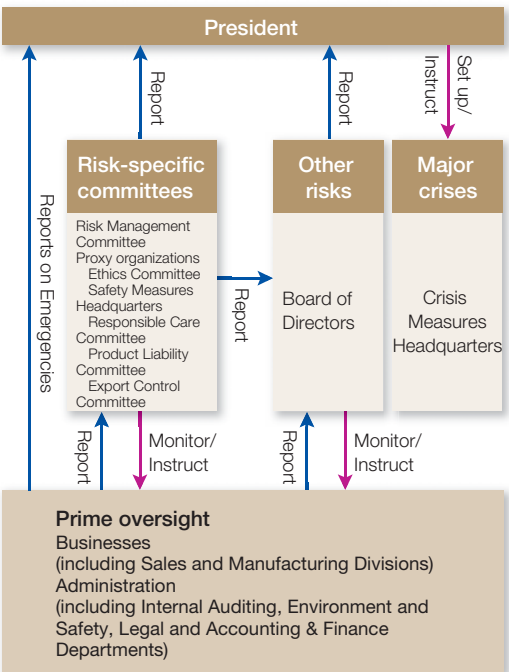 President
Report
Report
Set up/
Instruct
Reports on Emergencies
Risk-specific
committees
Risk Management
Committee
Proxy organizations
Ethics Committee
Safety Measures
Headquarters
Responsible Care
Committee
Product Liability
Committee
Export Control
Committee
Report
Other
risks
Board of
Directors
Major
crises
Crisis
Measures
Headquarters
Report
Monitor/
Instruct
Report
Monitor/
Instruct
Prime oversight
Businesses
(including Sales and Manufacturing Divisions)
Administration
(including Internal Auditing, Environment and
Safety, Legal and Accounting & Finance
Departments)